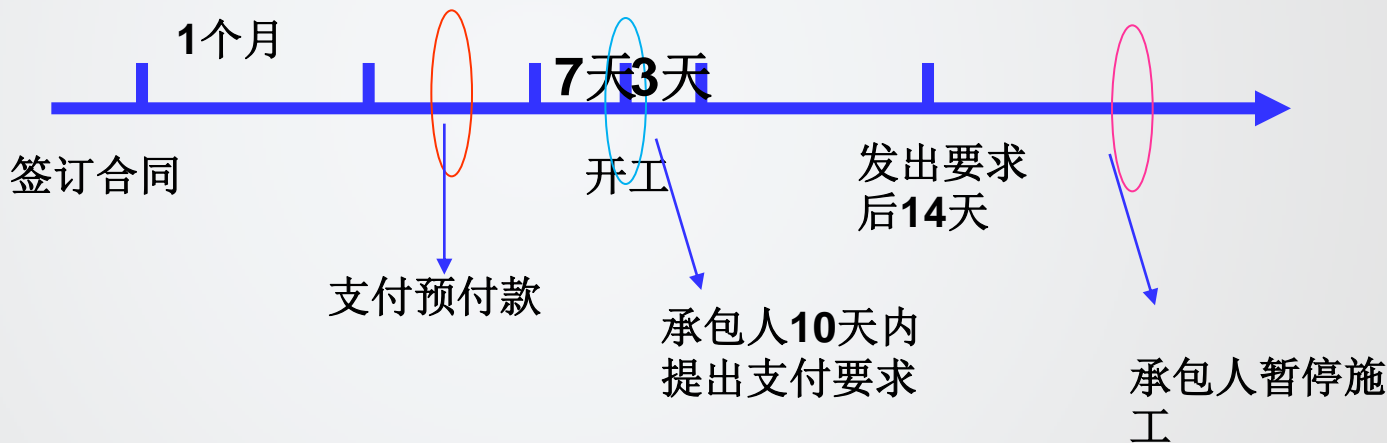 1个月
7天3天
签订合同
开工
发出要求
后14天
支付预付款
承包人10天内
提出支付要求
承包人暂停施
工